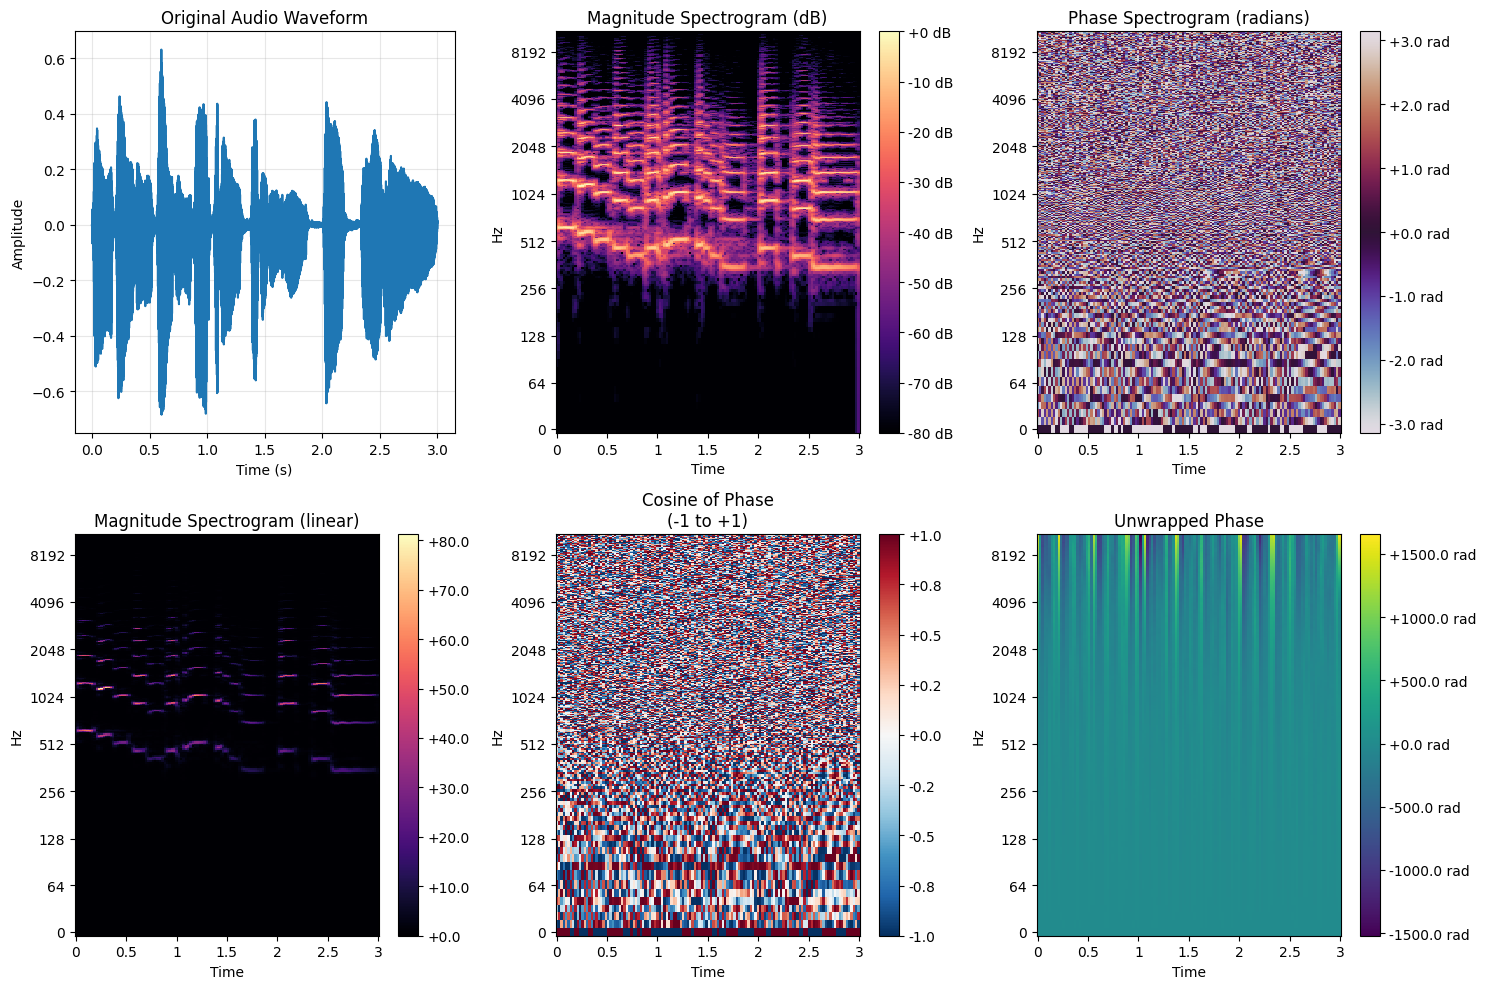 Original Audio Waveform
Amplitude
0.6
0.4
0.2
0.0
−0.2
−0.4
−0.6
0.0 0.5 1.0 1.5 2.0 2.5 3.0
Time (s)
Magnitude Spectrogram (dB)
Hz
8192
4096
2048
1024
512
256
128
64
0
0 0.5 1 1.5 2 2.5 3
Time
+0 dB
-10 dB
-20 dB
-30 dB
-40 dB
-50 dB
-60 dB
-70 dB
-80 dB
Phase Spectrogram (radians)
Hz
8192
4096
2048
1024
512
256
128
64
0
0 0.5 1 1.5 2 2.5 3
Time
+3.0 rad
+2.0 rad
+1.0 rad
+0.0 rad
-1.0 rad
-2.0 rad
-3.0 rad
Magnitude Spectrogram (linear)
Hz
8192
4096
2048
1024
512
256
128
64
0
0 0.5 1 1.5 2 2.5 3
Time
+80.0
+70.0
+60.0
+50.0
+40.0
+30.0
+20.0
+10.0
+0.0
Cosine of Phase
(-1 to +1)
Hz
8192
4096
2048
1024
512
256
128
64
0
0 0.5 1 1.5 2 2.5 3
Time
+1.0
+0.8
+0.5
+0.2
+0.0
-0.2
-0.5
-0.8
-1.0
Unwrapped Phase
Hz
8192
4096
2048
1024
512
256
128
64
0
0 0.5 1 1.5 2 2.5 3
Time
+1500.0 rad
+1000.0 rad
+500.0 rad
+0.0 rad
-500.0 rad
-1000.0 rad
-1500.0 rad